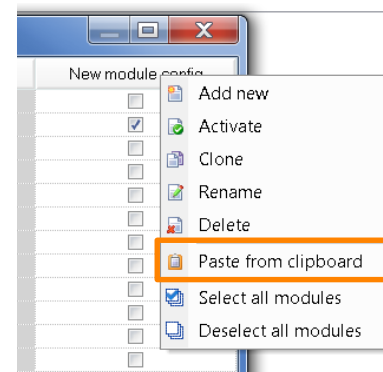 New module config
Add new
Activate
Clone
Rename
Delete
Paste from clipboard
Select all modules
Deselect all modules